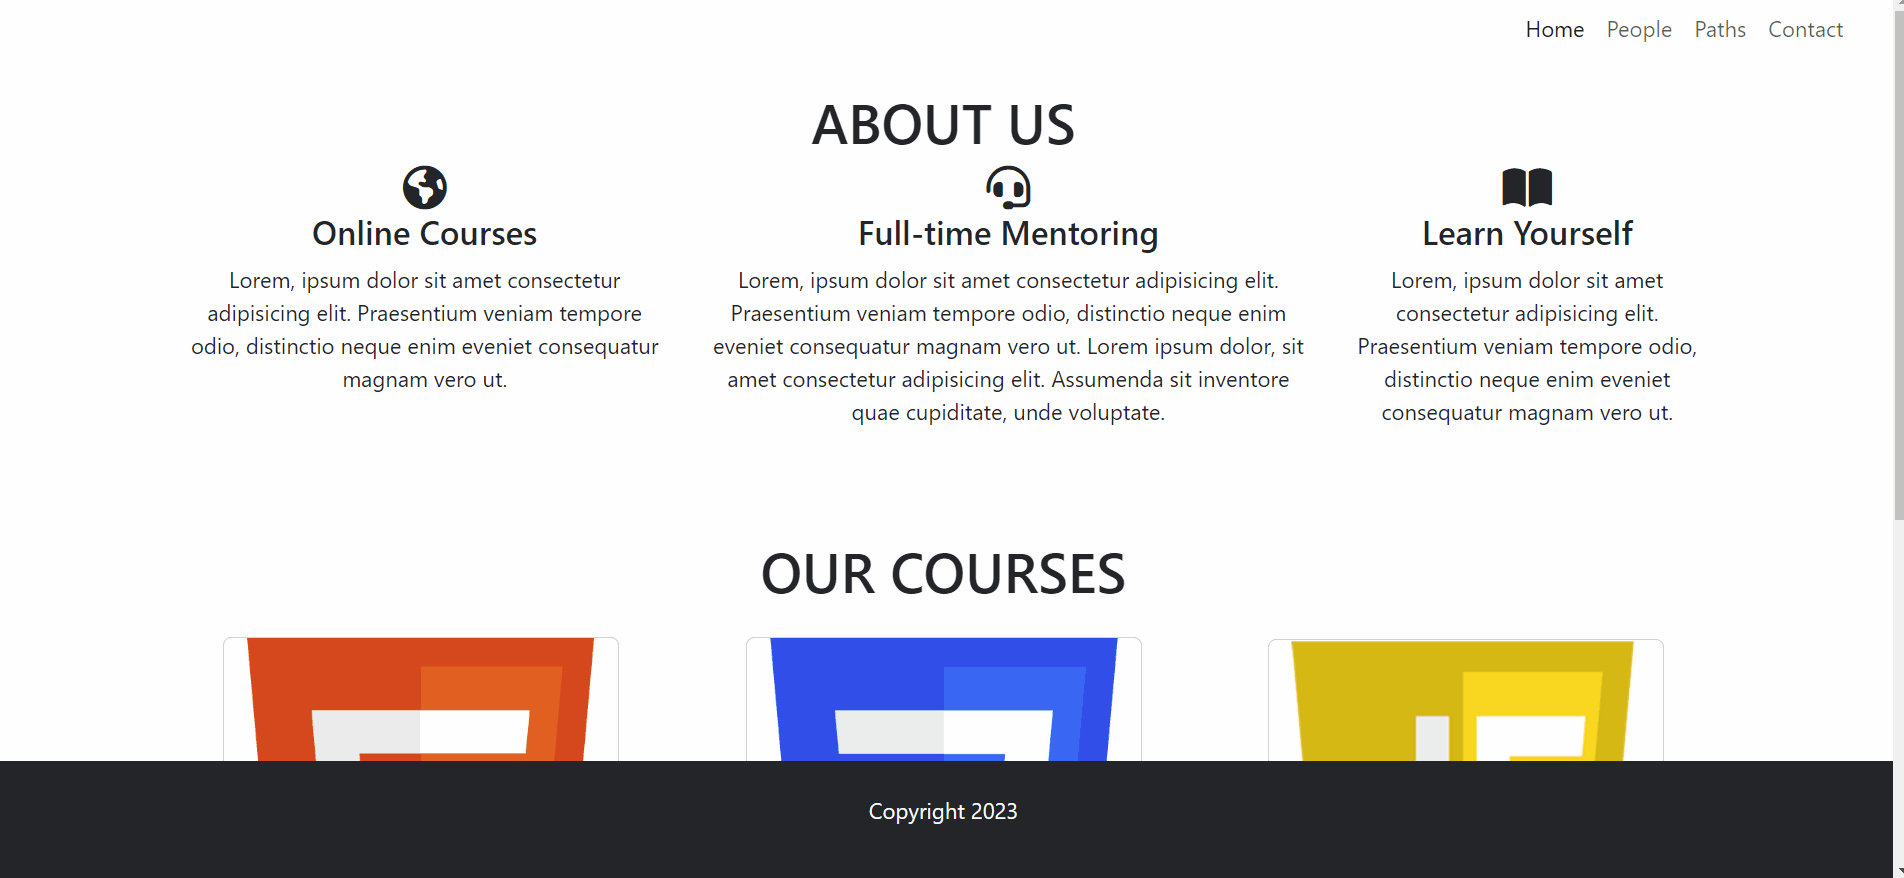 Home People Paths Contact
ABOUT US
Online Courses
Lorem, ipsum dolor sit amet consectetur
adipisicing elit. Praesentium veniam tempore
odio, distinctio neque enim eveniet consequatur
magnam vero ut.
Full-time Mentoring
Lorem, ipsum dolor sit amet consectetur adipisicing elit.
Praesentium veniam tempore odio, distinctio neque enim
eveniet consequatur magnam vero ut. Lorem ipsum dolor, sit
amet consectetur adipisicing elit. Assumenda sit inventore
quae cupiditate, unde voluptate.
Learn Yourself
Lorem, ipsum dolor sit amet
consectetur adipisicing elit.
Praesentium veniam tempore odio,
distinctio neque enim eveniet
consequatur magnam vero ut.
OUR COURSES
Copyright 2023